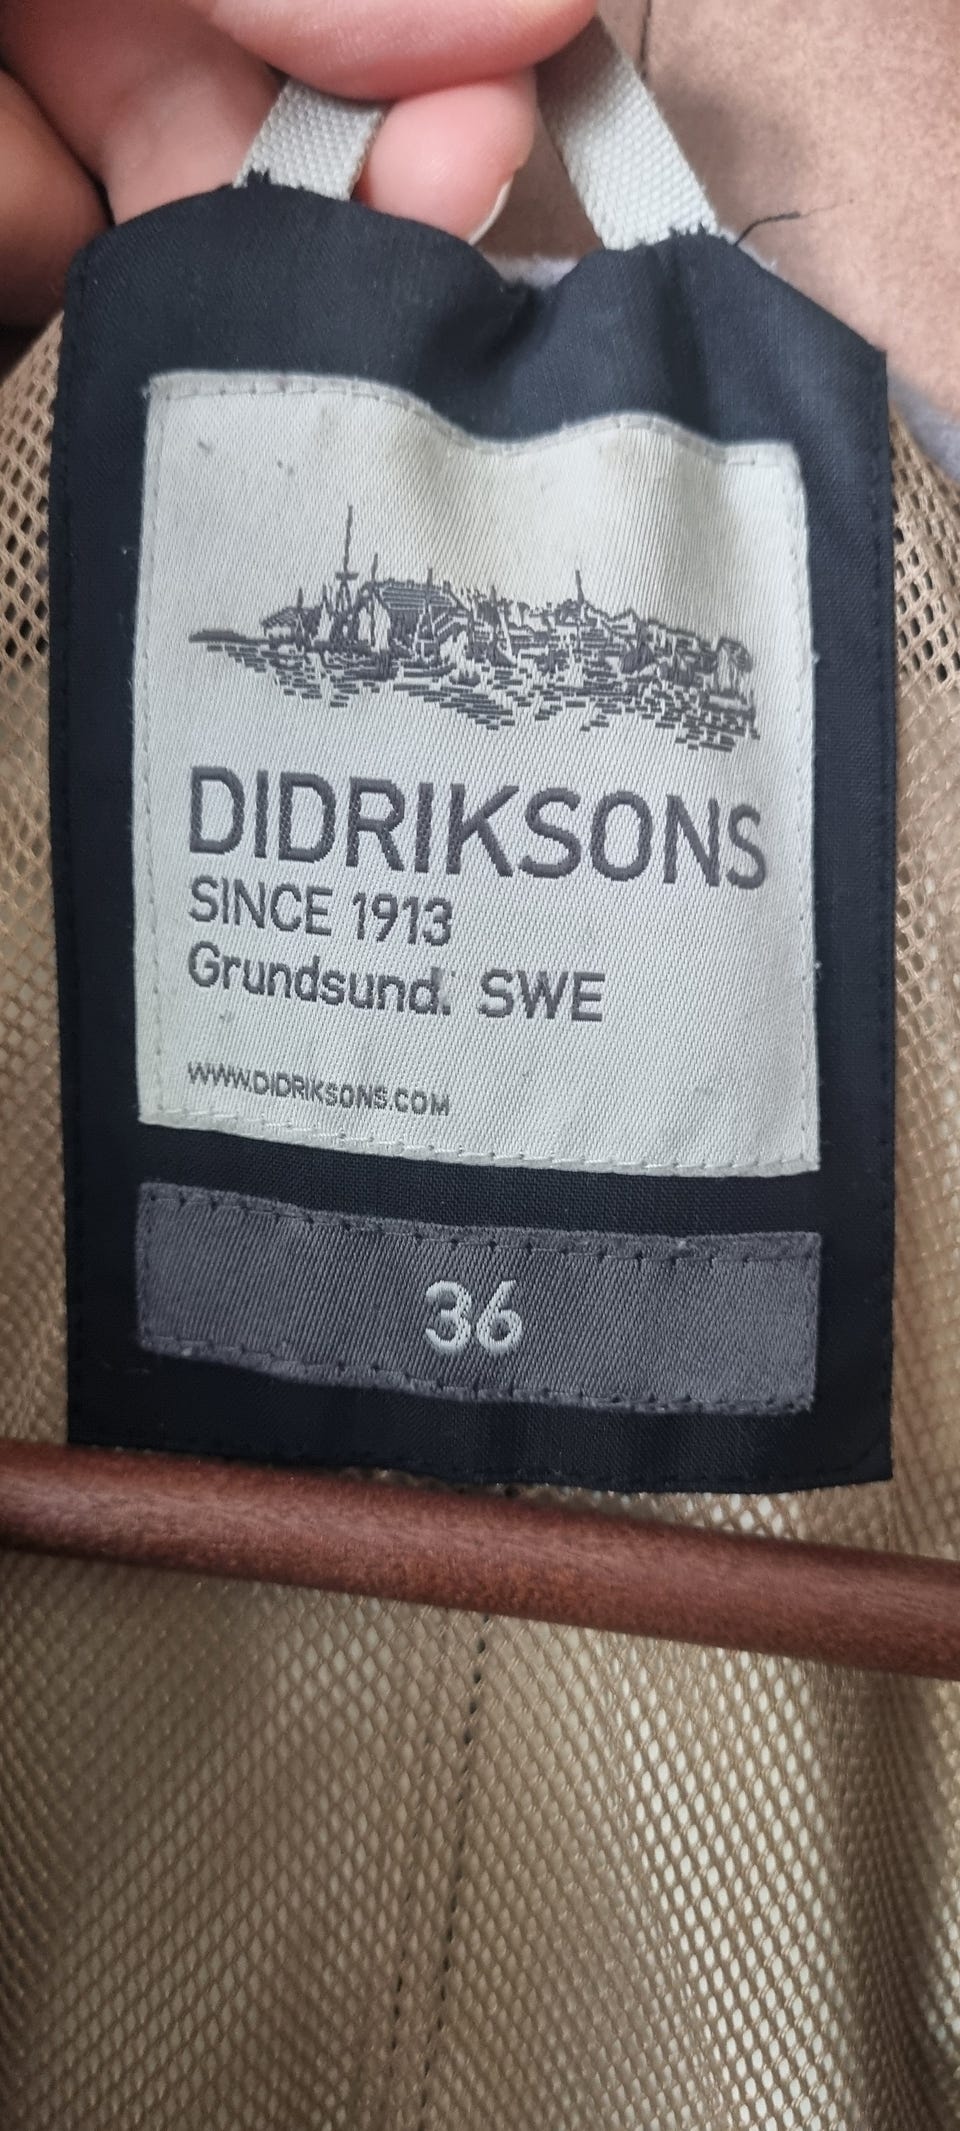 DIDRIKSONS
SINCE 1913
Grundsund. SWE
WWW.DIDRIKSONS.COM
36